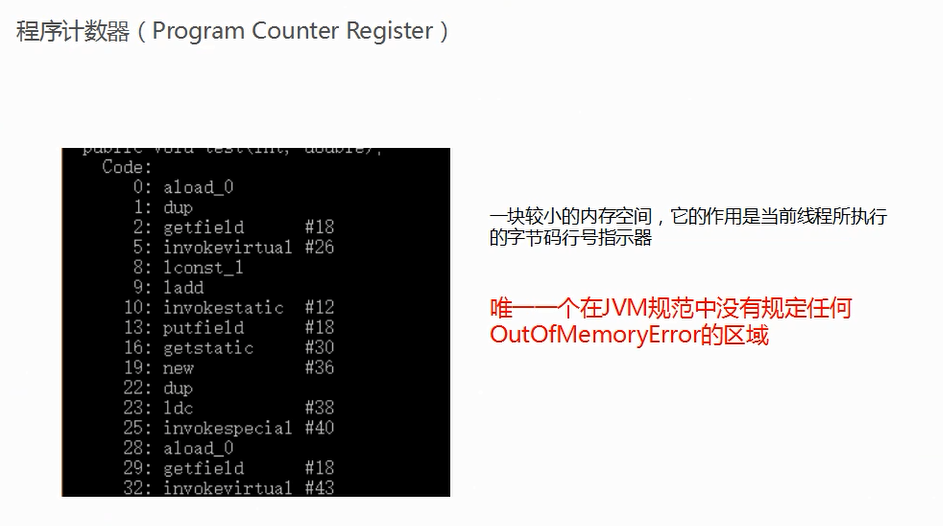 程序计数器（Program Counter Register）
public void test(int, double);
Code:
0: aload_0
1: dup
2: getfield #18
5: invokevirtual #26
8: lconst_1
9: ladd
10: invokestatic #12
13: putfield #18
16: getstatic #30
19: new #36
22: dup
23: ldc #38
25: invokespecial #40
28: aload_0
29: getfield #18
32: invokevirtual #43
一块较小的内存空间，它的作用是当前线程所执行
的字节码行号指示器
唯一一个在JVM规范中没有规定任何
OutOfMemoryError的区域